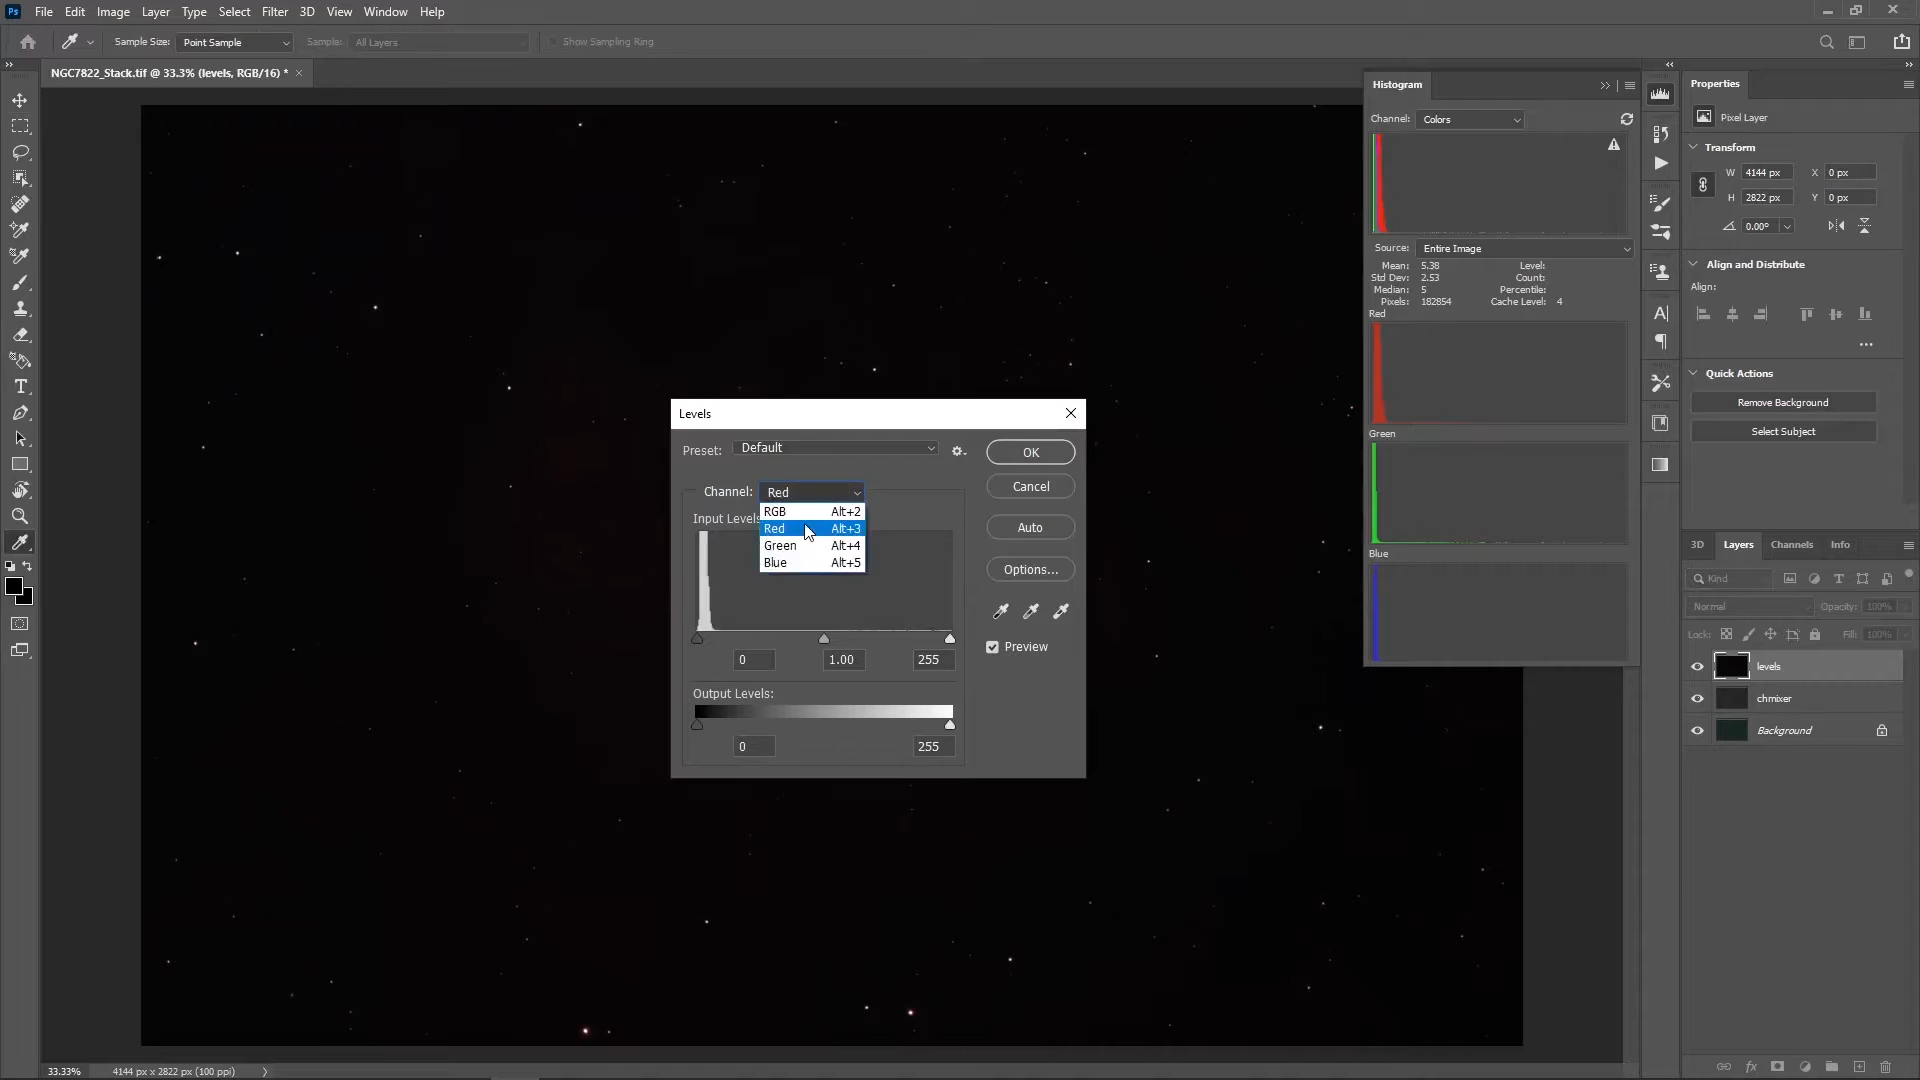 Ps File Edit Image Layer Type Select Filter 3D View Window Help
Sample Size: Point Sample Sample: All Layers Show Sampling Ring
NGC7822_Stack.tif @ 33.3% (levels, RGB/16) *
Histogram
Channel: Colors
Source: Entire Image
Mean: 5.38 Level:
Std Dev: 2.53 Count:
Median: 5 Percentile:
Pixels: 182854 Cache Level: 4
Red
Green
Blue
Properties
Pixel Layer
Transform
W 4144 px X 0 px
H 2822 px Y 0 px
0.00°
Align and Distribute
Align:
Quick Actions
Remove Background
Select Subject
3D Layers Channels Info
Kind
Normal Opacity: 100%
Lock: Fill: 100%
levels
chmixer
Background
Levels
Preset: Default
OK
Channel: Red
Cancel
RGB Alt+2
Input Levels
Red Alt+3
Auto
Green Alt+4
Blue Alt+5
Options...
Preview
0 1.00 255
Output Levels:
0 255
33.33% 4144 px x 2822 px (100 ppi)